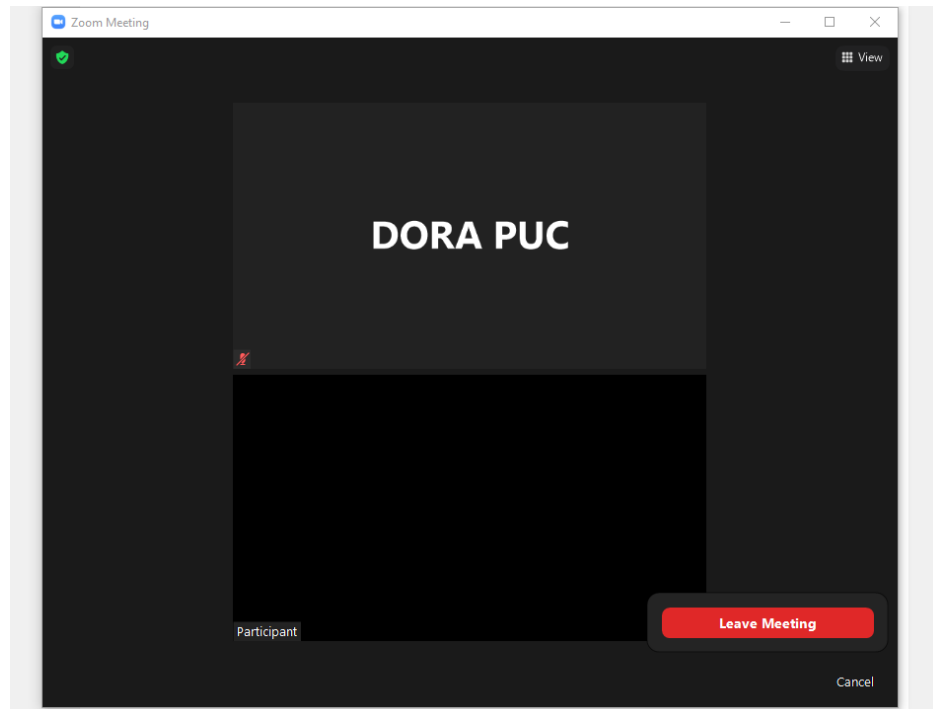 Zoom Meeting
View
DORA PUC
Participant
Leave Meeting
Cancel